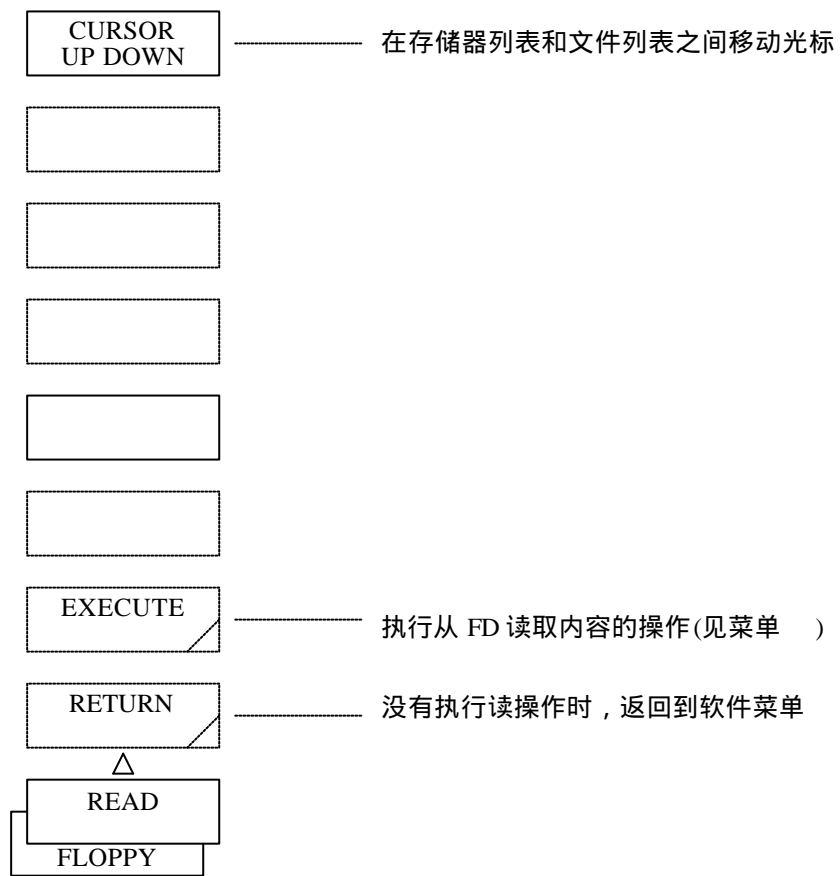 CURSOR
UP DOWN
在存储器列表和文件列表之间移动光标
EXECUTE
执行从 FD 读取内容的操作(见菜单    )
RETURN
没有执行读操作时，返回到软件菜单
READ
FLOPPY